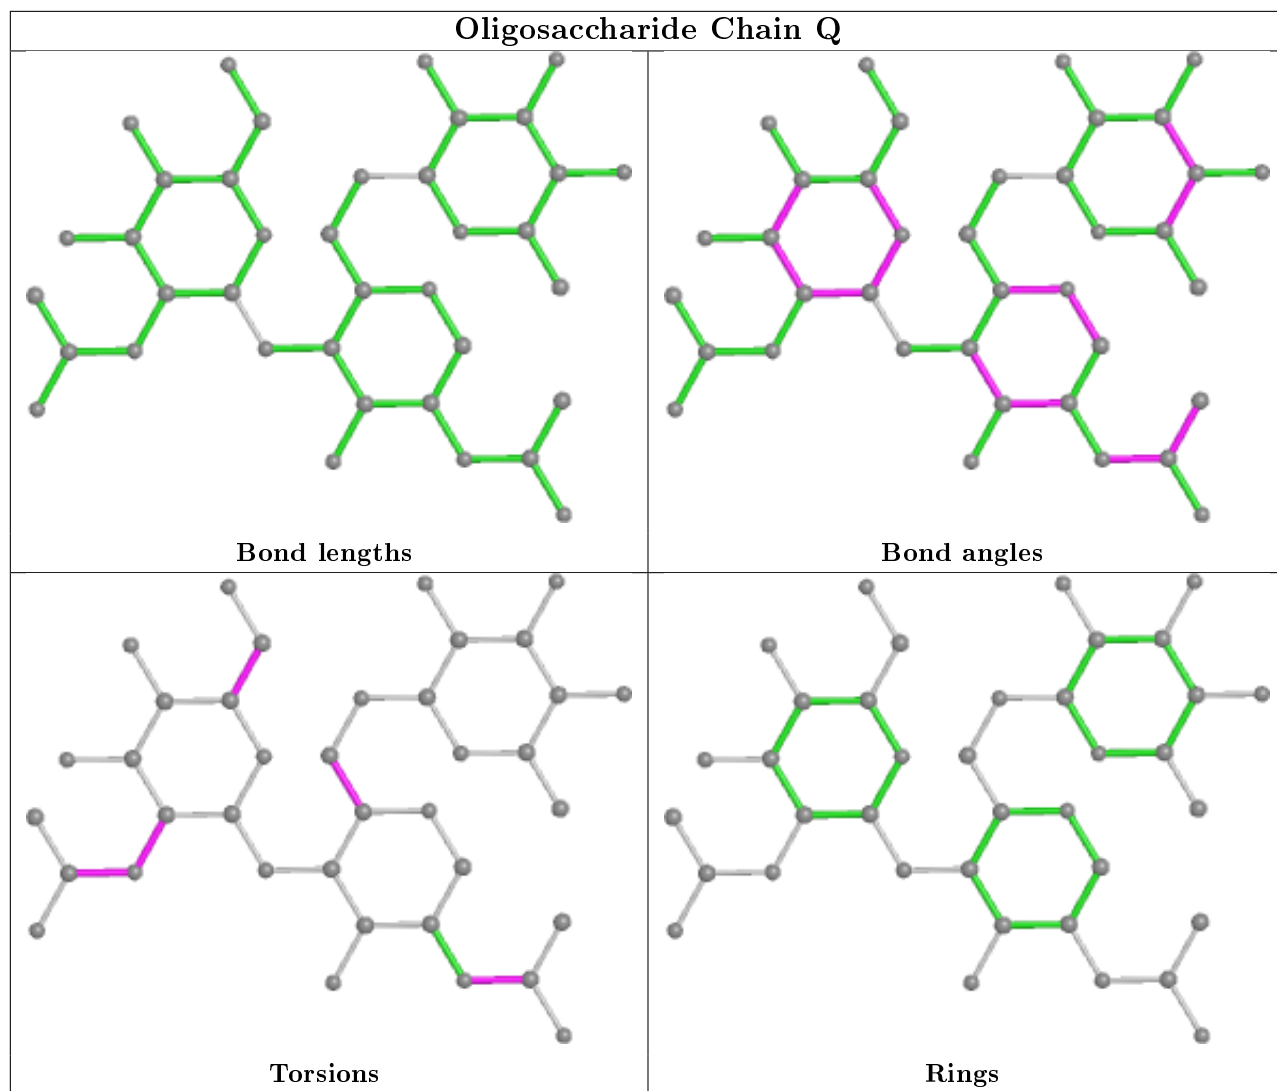 Oligosaccharide Chain Q
Bond lengths
Bond angles
Torsions
Rings